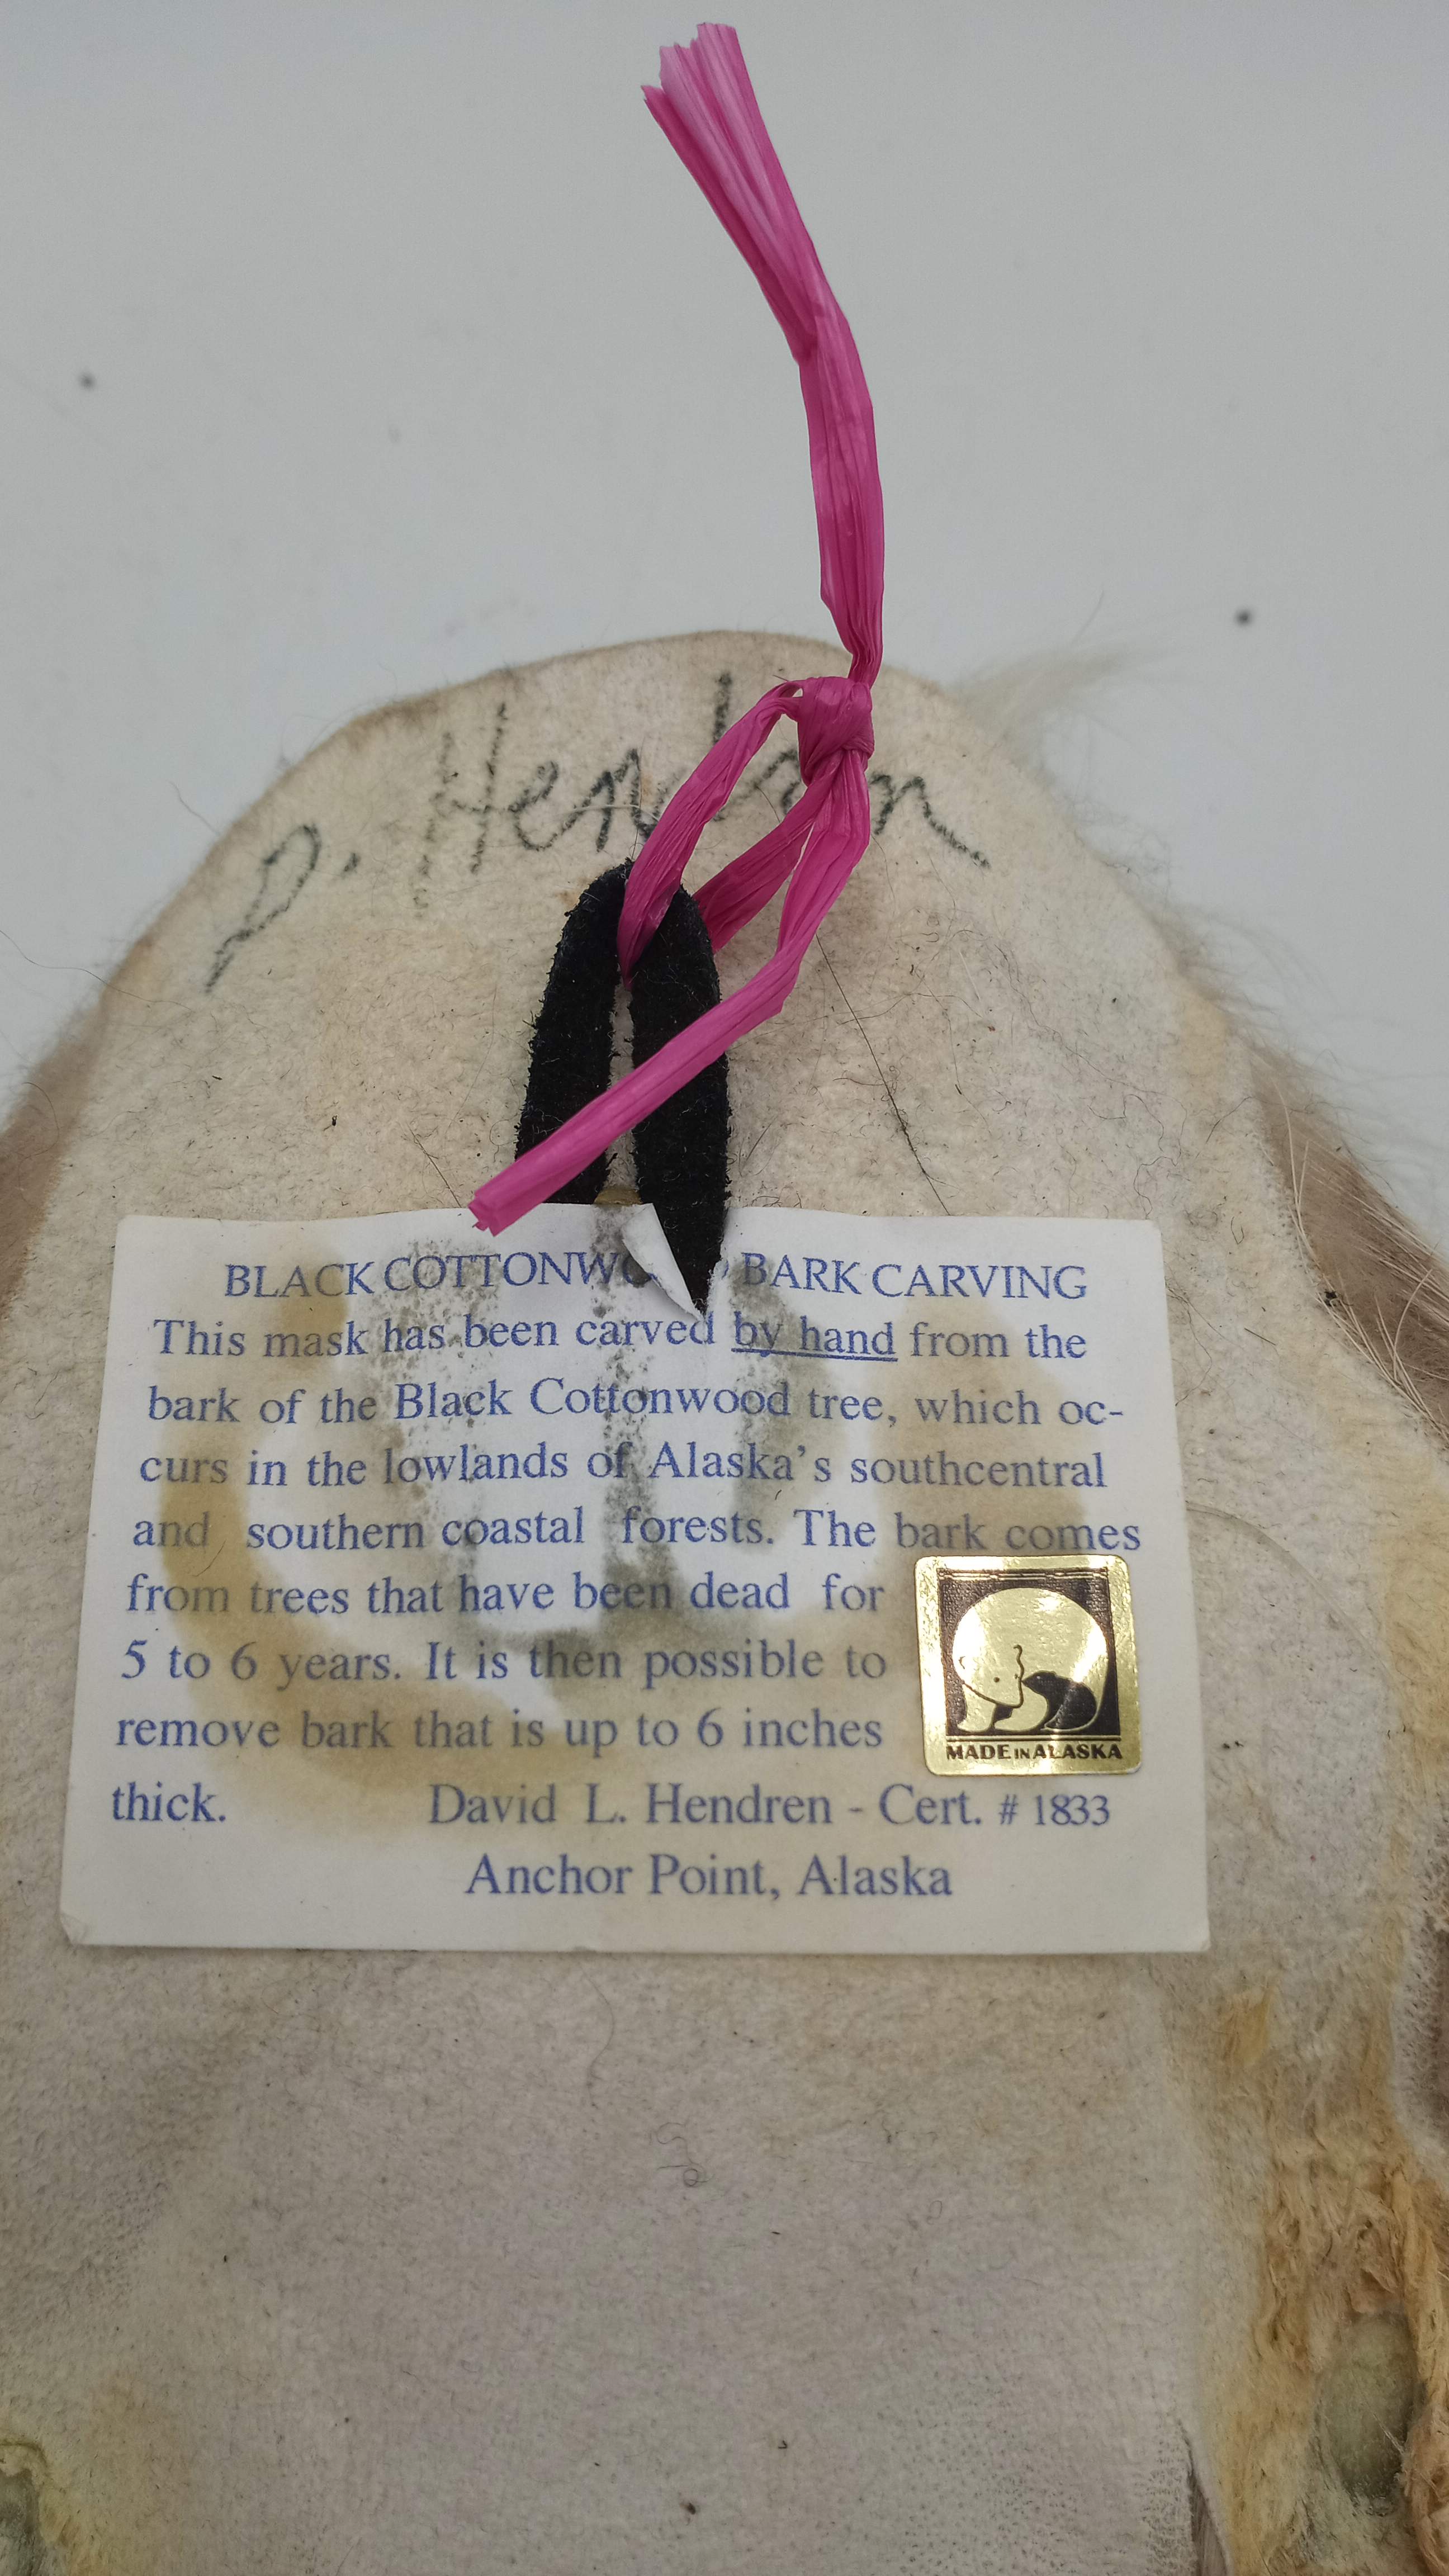 D. Hendren
BLACK COTTONWOOD BARK CARVING
This mask has been carved by hand from the
bark of the Black Cottonwood tree, which oc-
curs in the lowlands of Alaska's southcentral
and southern coastal forests. The bark comes
from trees that have been dead for
5 to 6 years. It is then possible to
remove bark that is up to 6 inches
thick. David L. Hendren - Cert. # 1833
Anchor Point, Alaska
MADE IN ALASKA